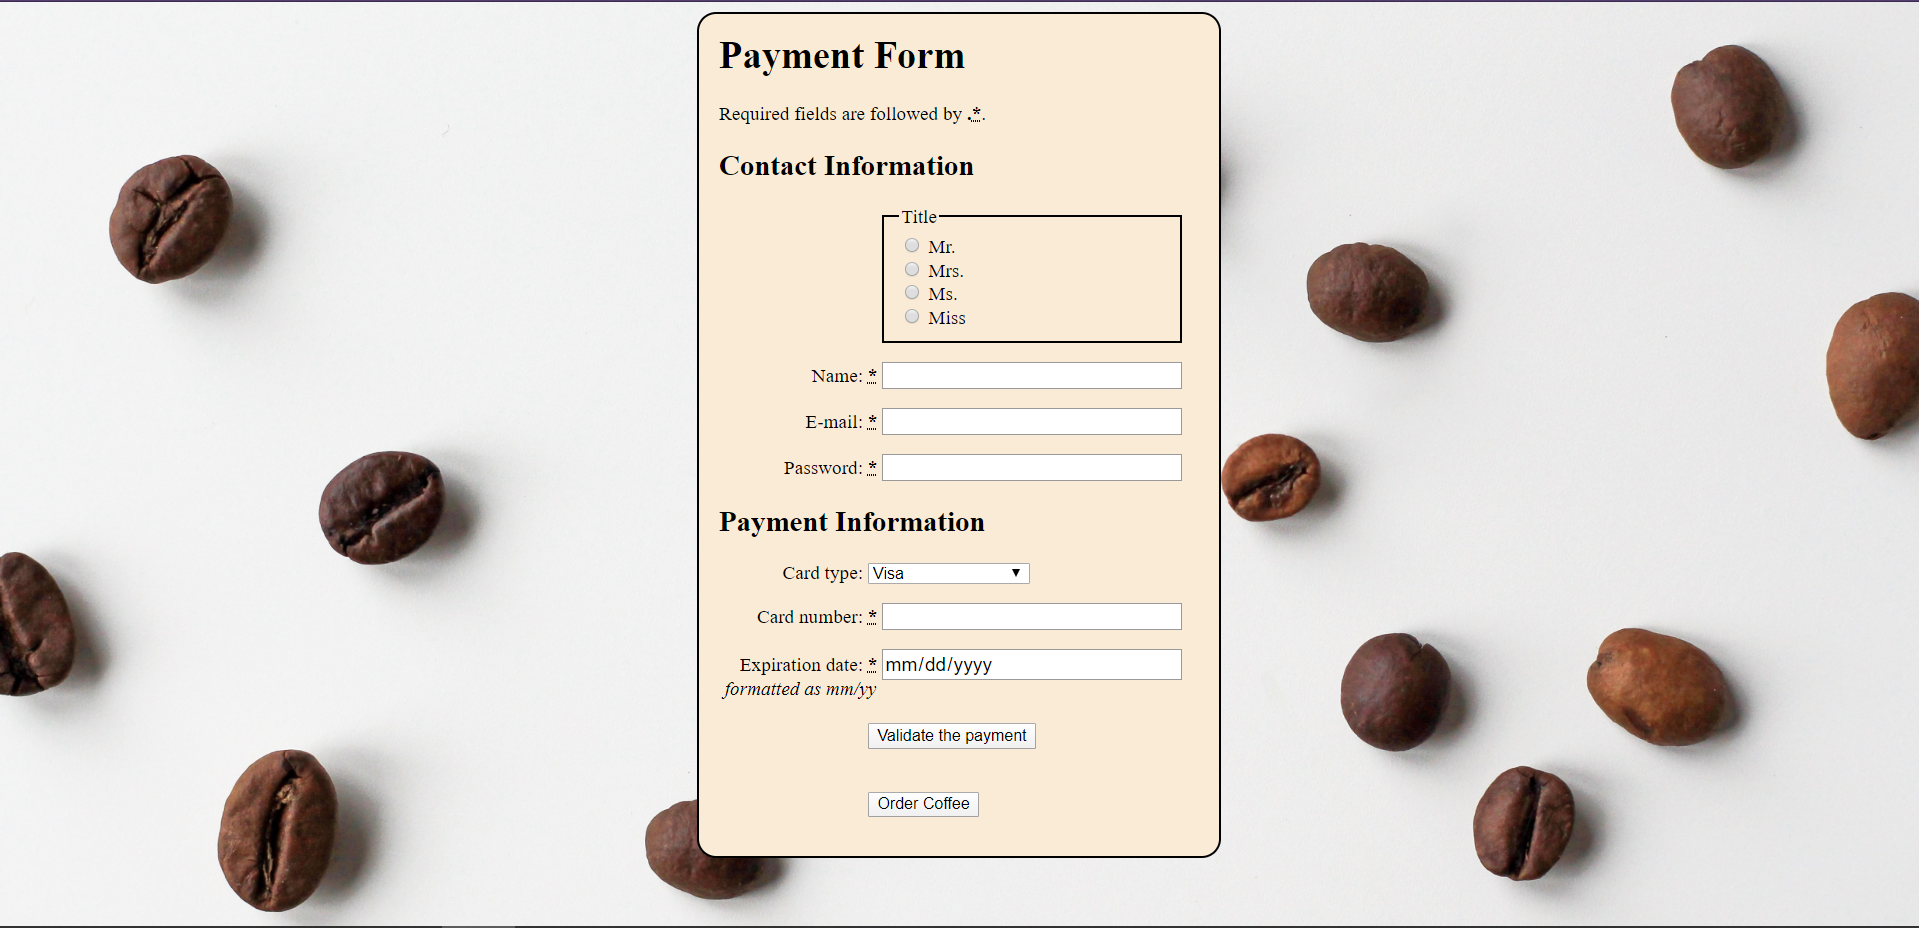 Payment Form
Required fields are followed by .*.
Contact Information
Title
Mr.
Mrs.
Ms.
Miss
Name: *
E-mail: *
Password: *
Payment Information
Card type: Visa
Card number: *
Expiration date: * mm/dd/yyyy
formatted as mm/yy
Validate the payment
Order Coffee